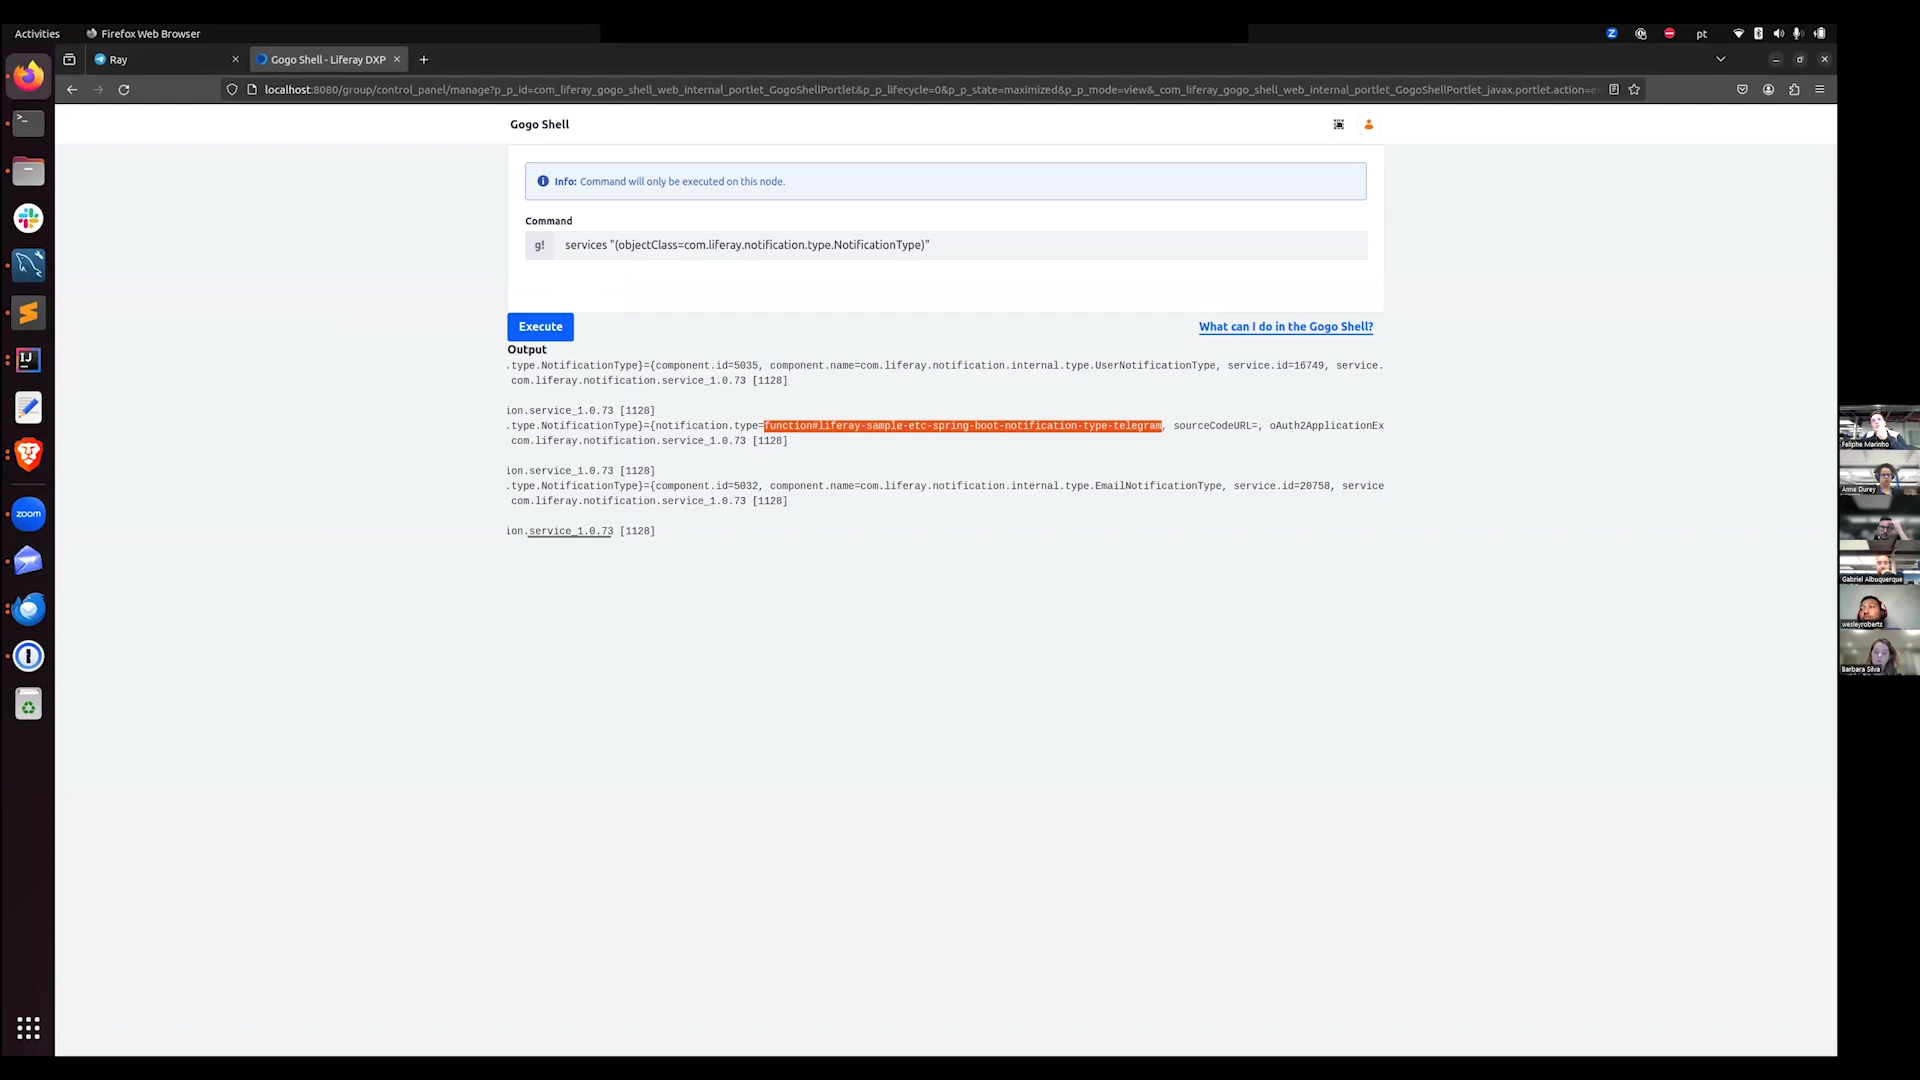 Activities
Firefox Web Browser
pt
Ray
Gogo Shell - Liferay DXP
localhost:8080/group/control_panel/manage?p_p_id=com_liferay_gogo_shell_web_internal_portlet_GogoShellPortlet&p_p_lifecycle=0&p_p_state=maximized&p_p_mode=view&_com_liferay_gogo_shell_web_internal_portlet_GogoShellPortlet_javax.portlet.action=e
Gogo Shell
Info: Command will only be executed on this node.
Command
g! services "(objectClass=com.liferay.notification.type.NotificationType)"
Execute
What can I do in the Gogo Shell?
Output
.type.NotificationType}={component.id=5035, component.name=com.liferay.notification.internal.type.UserNotificationType, service.id=16749, service.
com.liferay.notification.service_1.0.73 [1128]
ion.service_1.0.73 [1128]
.type.NotificationType}={notification.type=function#liferay-sample-etc-spring-boot-notification-type-telegram, sourceCodeURL=, oAuth2ApplicationEx
com.liferay.notification.service_1.0.73 [1128]
ion.service_1.0.73 [1128]
.type.NotificationType}={component.id=5032, component.name=com.liferay.notification.internal.type.EmailNotificationType, service.id=20758, service
com.liferay.notification.service_1.0.73 [1128]
ion.service_1.0.73 [1128]
zoom
Feliphe Marinho
Anne Durey
Gabriel Albuquerque
wesleyroberts
Barbara Silva